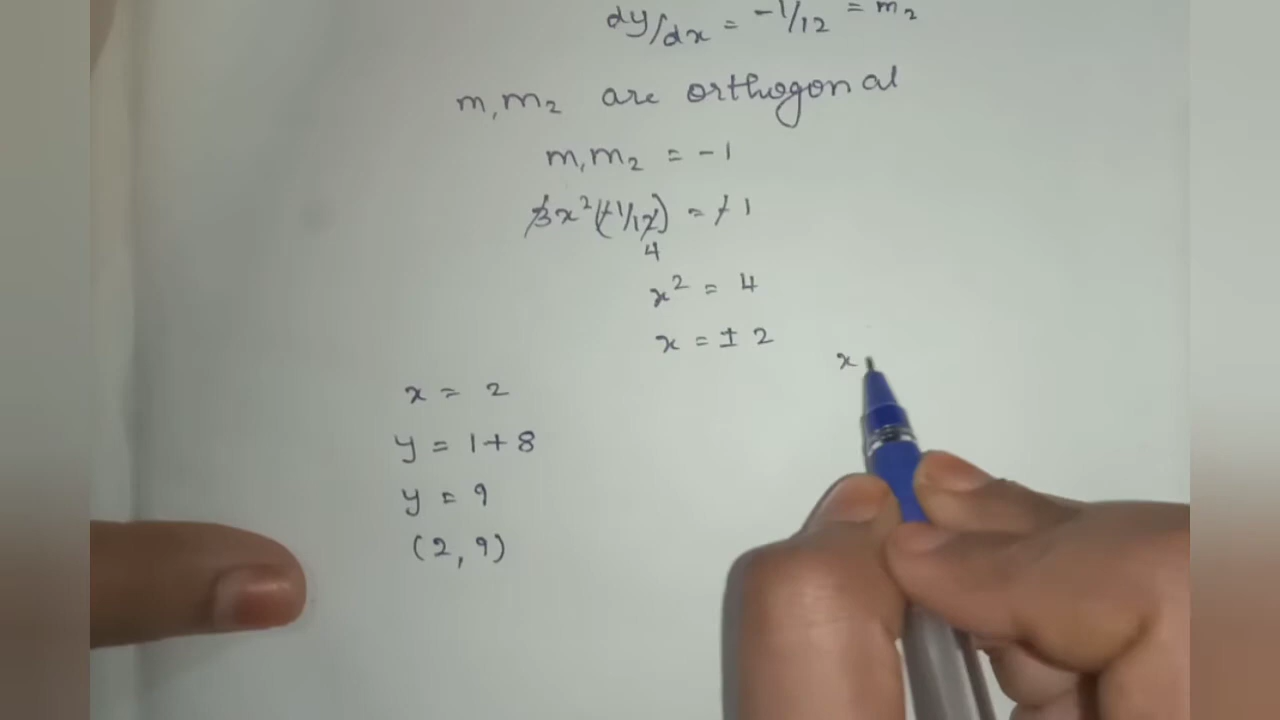 dy/dx = -1/12 = m2
m1m2 are orthogonal
m1m2 = -1
3x²(-1/12) = -1
4
x² = 4
x = ± 2
x
x = 2
y = 1+8
y = 9
(2, 9)